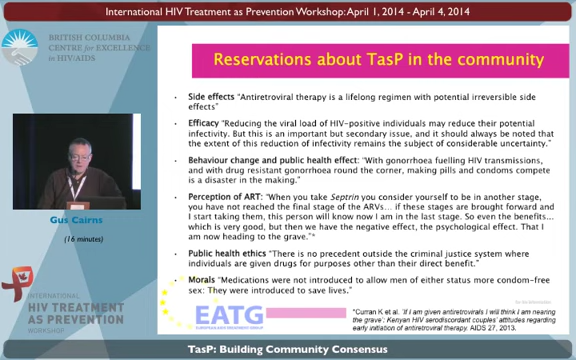 International HIV Treatment as Prevention Workshop: April 1, 2014 - April 4, 2014
BRITISH COLUMBIA
CENTRE for EXCELLENCE
in HIV/AIDS
Gus Cairns
(16 minutes)
INTERNATIONAL
HIV TREATMENT
AS PREVENTION
WORKSHOP
Reservations about TasP in the community
• Side effects "Antiretroviral therapy is a lifelong regimen with potential irreversible side
effects"
• Efficacy "Reducing the viral load of HIV-positive individuals may reduce their potential
infectivity. But this is an important but secondary issue, and it should always be noted that
the extent of this reduction of infectivity remains the subject of considerable uncertainty."
• Behaviour change and public health effect: "With gonorrhoea fuelling HIV transmissions,
and with drug resistant gonorrhoea round the corner, making pills and condoms compete
is a disaster in the making."
• Perception of ART: "When you take Septrin you consider yourself to be in another stage,
you have not reached the final stage of the ARVs... if these stages are brought forward and
I start taking them, this person will know now I am in the last stage. So even the benefits...
which is very good, but then we have the negative effect, the psychological effect. That I
am now heading to the grave."*
• Public health ethics: "There is no precedent outside the criminal justice system where
individuals are given drugs for purposes other than their direct benefit."
• Morals "Medications were not introduced to allow men of either status more condom-free
sex: They were introduced to save lives."
EATG
EUROPEAN AIDS TREATMENT GROUP
*Curran K et al. 'If I am given antiretrovirals I will think I am nearing
the grave': Kenyan HIV serodiscordant couples' attitudes regarding
early initiation of antiretroviral therapy. AIDS 27, 2013.
TasP: Building Community Consensus